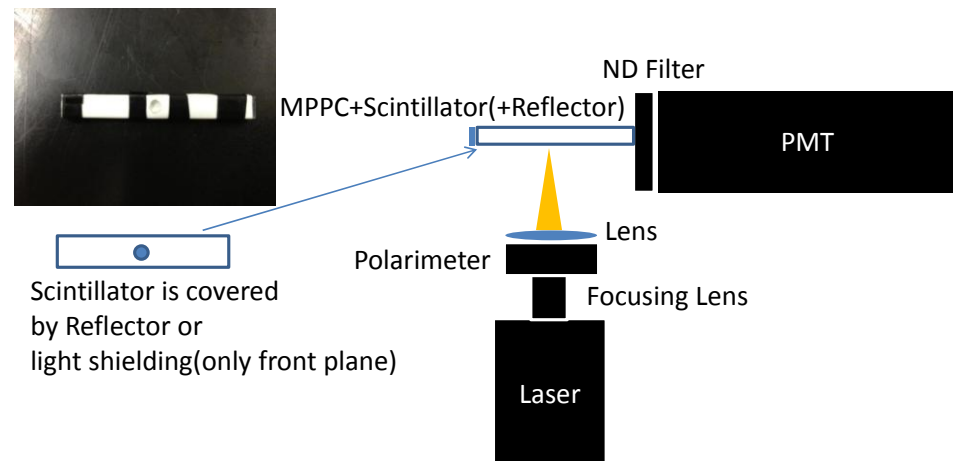 ND Filter
MPPC+Scintillator(+Reflector)
PMT
Lens
Polarimeter
Scintillator is covered
by Reflector or
light shielding(only front plane)
Focusing Lens
Laser